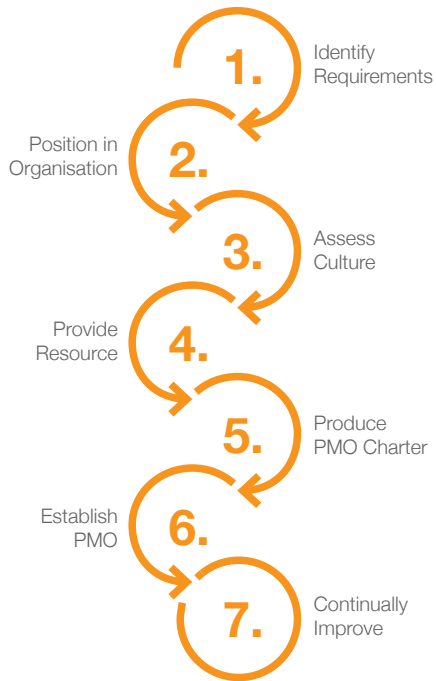 1.
Identify
Requirements
Position in
Organisation
2.
3.
Assess
Culture
Provide
Resource
4.
5.
Produce
PMO Charter
Establish
PMO
6.
7.
Continually
Improve